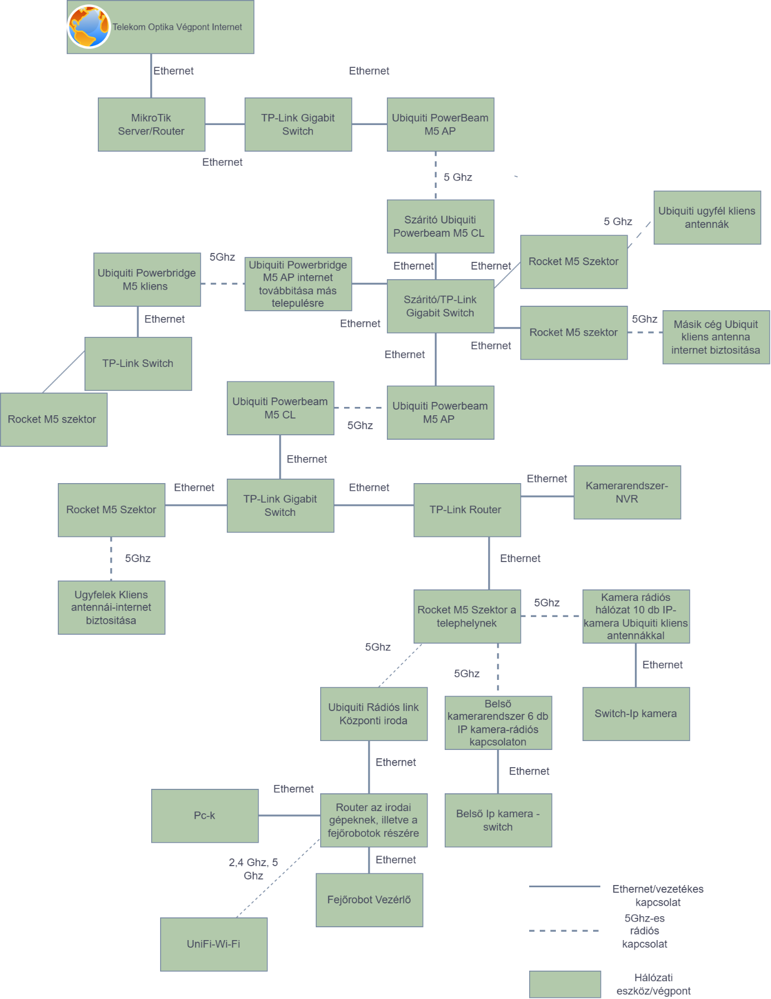 Telekom Optika Végpont Internet
Ethernet
Ethernet
MikroTik
Server/Router
TP-Link Gigabit
Switch
Ubiquiti PowerBeam
M5 AP
Ethernet
5 Ghz
Száritó Ubiquiti
Powerbeam M5 CL
5 Ghz
Ubiquiti ugyfél kliens
antennák
Ubiquiti Powerbridge
M5 kliens
5Ghz
Ubiquiti Powerbridge
M5 AP internet
továbbitása más
településre
Ethernet
Ethernet
Rocket M5 Szektor
Száritó/TP-Link
Gigabit Switch
Ethernet
Ethernet
Ethernet
Rocket M5 szektor
5Ghz
Másik cég Ubiquit
kliens antenna
internet biztositása
Ethernet
TP-Link Switch
Rocket M5 szektor
Ubiquiti Powerbeam
M5 CL
5Ghz
Ubiquiti Powerbeam
M5 AP
Ethernet
Rocket M5 Szektor
Ethernet
TP-Link Gigabit
Switch
Ethernet
TP-Link Router
Ethernet
Kamerarendszer-
NVR
5Ghz
Ethernet
Ugyfelek Kliens
antennái-internet
biztositása
Rocket M5 Szektor a
telephelynek
5Ghz
Kamera rádiós
hálózat 10 db IP-
kamera Ubiquiti kliens
antennákkal
5Ghz
5Ghz
Ethernet
Ubiquiti Rádiós link
Központi iroda
Belső
kamerarendszer 6 db
IP kamera-rádiós
kapcsolaton
Switch-Ip kamera
Ethernet
Ethernet
Ethernet
Pc-k
Router az irodai
gépeknek, illetve a
fejőrobotok részére
Belső Ip kamera -
switch
2,4 Ghz, 5
Ghz
Ethernet
Fejőrobot Vezérlő
UniFi-Wi-Fi
Ethernet/vezetékes
kapcsolat
5Ghz-es
rádiós
kapcsolat
Hálózati
eszköz/végpont